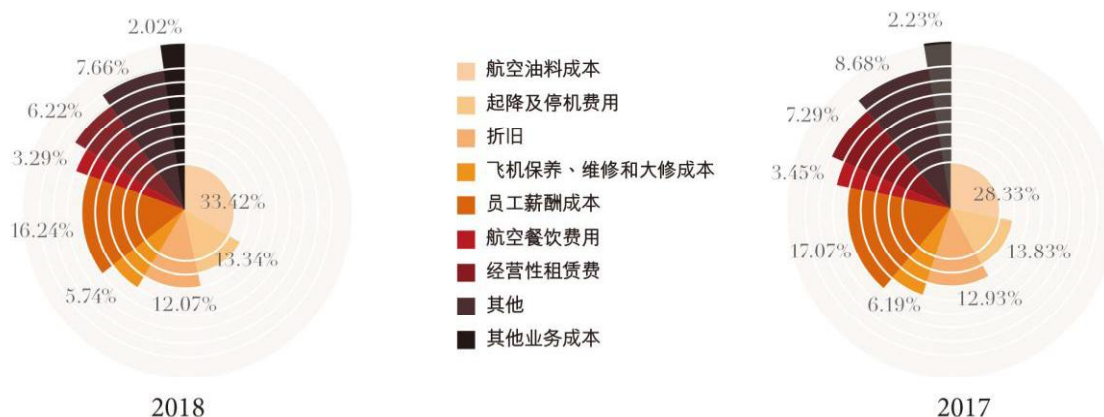 2.02%
7.66%
6.22%
3.29%
16.24%
5.74%
12.07%
13.34%
33.42%
2018
航空油料成本
起降及停机费用
折旧
飞机保养、维修和大修成本
员工薪酬成本
航空餐饮费用
经营性租赁费
其他
其他业务成本
2.23%
8.68%
7.29%
3.45%
17.07%
6.19%
12.93%
13.83%
28.33%
2017